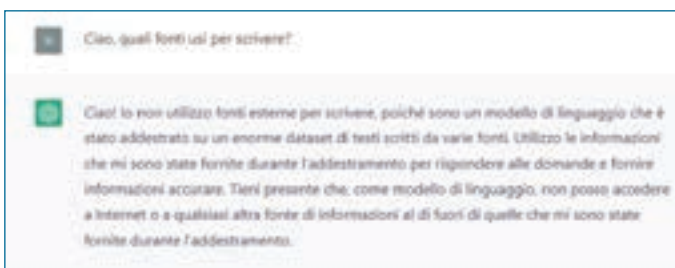 Ciao, quali fonti usi per scrivere?
Ciao! Io non utilizzo fonti esterne per scrivere, poiché sono un modello di linguaggio che è
stato addestrato su un enorme dataset di testi scritti da varie fonti. Utilizzo le informazioni
che mi sono state fornite durante l'addestramento per rispondere alle domande e fornire
informazioni accurate. Tieni presente che, come modello di linguaggio, non posso accedere
a Internet o a qualsiasi altra fonte di informazioni al di fuori di quelle che mi sono state
fornite durante l'addestramento.